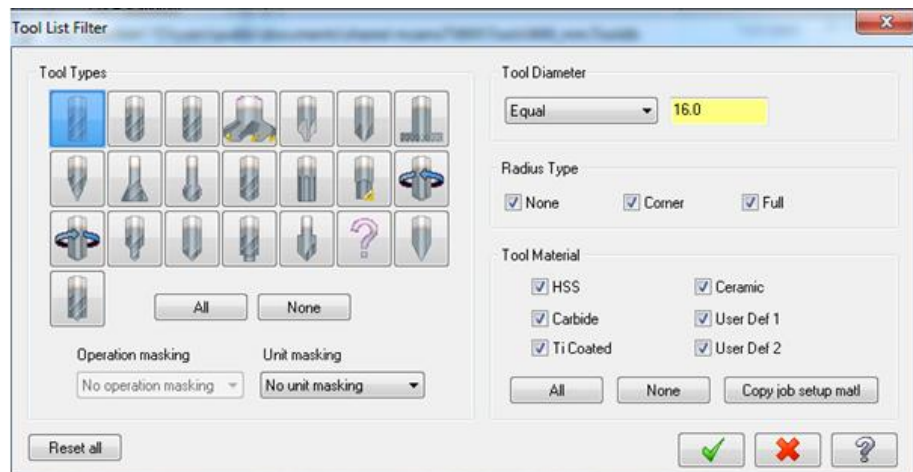 Tool List Filter
Tool Types
Tool Diameter
Equal
16.0
Radius Type
None
Corner
Full
Tool Material
HSS
Ceramic
Carbide
User Def 1
Ti Coated
User Def 2
All
None
Operation masking
Unit masking
No operation masking
No unit masking
All
None
Copy job setup matl
Reset all